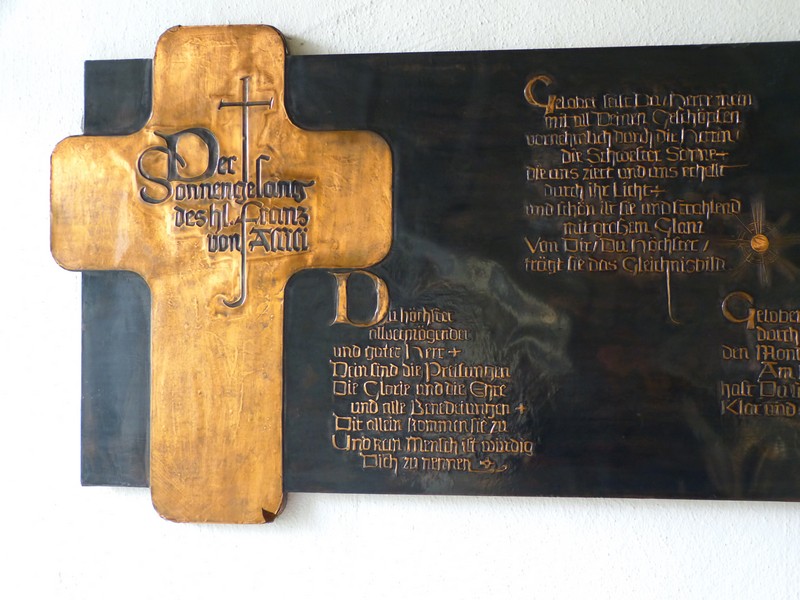 Der
Sonnengesang
des hl. Franz
von Assisi
Du höchster
allvermögender
und guter Herr +
Dein sind die Preisungen
Die Glorie und die Ehre
und alle Benedeiungen +
Dir allein kommen sie zu
Und kein Mensch ist würdig
Dich zu nennen
Gelobet seist Du / Herr mein
mit all Deinen Geschöpfen
vornehmlich durch die Herrin /
die Schwester Sonne +
die uns ziert und uns erhellt
durch ihr Licht +
und schön ist sie und strahlend
mit großem Glanz
Von Dir / Du Höchster /
trägt sie das Gleichnisbild
Gelobet
durch
den Mon
Am
hast Du
Klar und